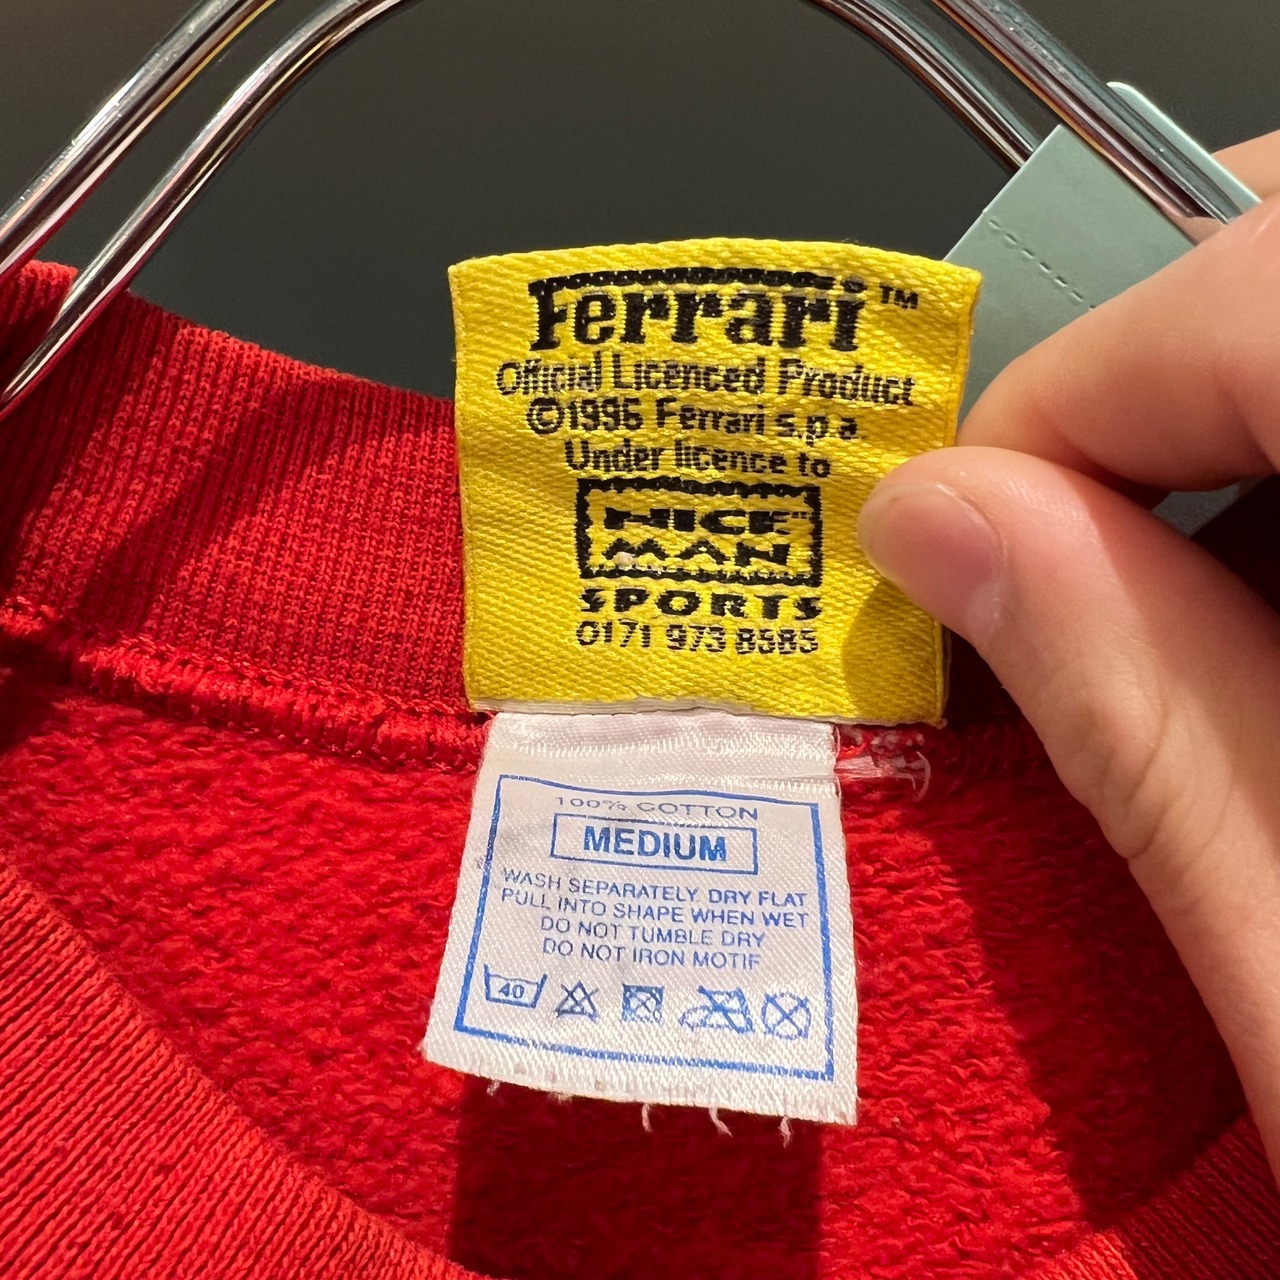 Ferrari™
Official Licenced Product
©1996 Ferrari s.p.a
Under licence to
NICE
MAN
SPORTS
0171 973 8585
100% COTTON
MEDIUM
WASH SEPARATELY. DRY FLAT
PULL INTO SHAPE WHEN WET
DO NOT TUMBLE DRY
DO NOT IRON MOTIF
40